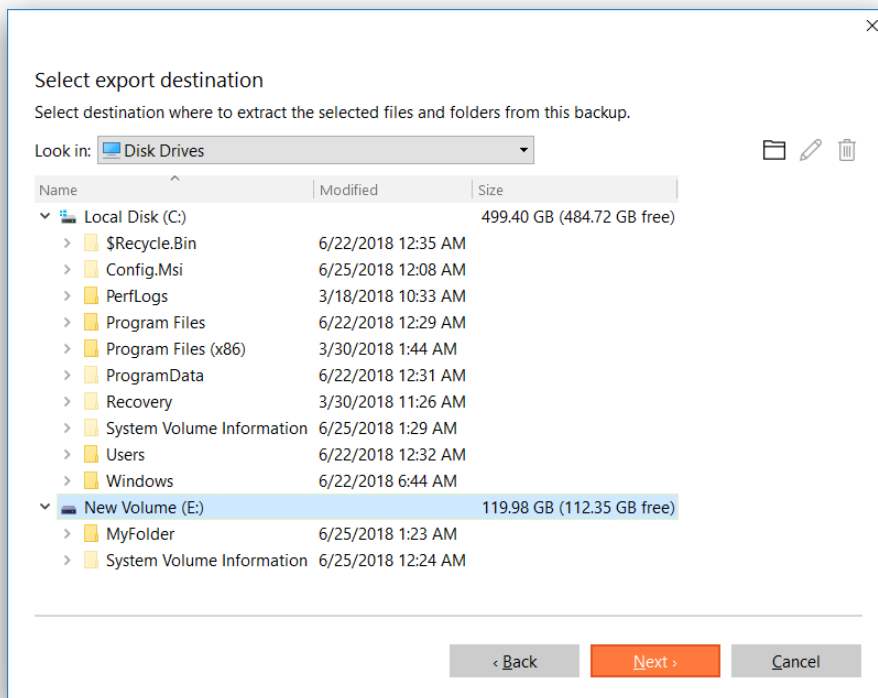 Select export destination
Select destination where to extract the selected files and folders from this backup.
Look in: Disk Drives
Name Modified Size
Local Disk (C:) 499.40 GB (484.72 GB free)
$Recycle.Bin 6/22/2018 12:35 AM
Config.Msi 6/25/2018 12:08 AM
PerfLogs 3/18/2018 10:33 AM
Program Files 6/22/2018 12:29 AM
Program Files (x86) 3/30/2018 1:44 AM
ProgramData 6/22/2018 12:31 AM
Recovery 3/30/2018 11:26 AM
System Volume Information 6/25/2018 1:29 AM
Users 6/22/2018 12:32 AM
Windows 6/22/2018 6:44 AM
New Volume (E:) 119.98 GB (112.35 GB free)
MyFolder 6/25/2018 1:23 AM
System Volume Information 6/25/2018 12:24 AM
‹ Back Next › Cancel